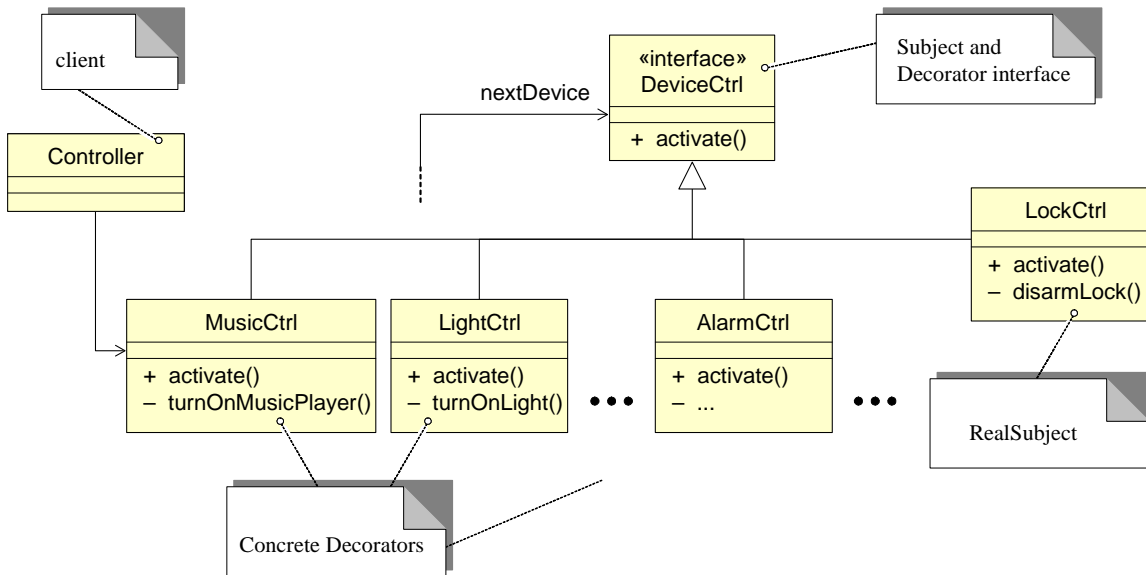 client
Controller
nextDevice
«interface»
DeviceCtrl
+ activate()
Subject and
Decorator interface
LockCtrl
+ activate()
– disarmLock()
MusicCtrl
+ activate()
– turnOnMusicPlayer()
LightCtrl
+ activate()
– turnOnLight()
•••
AlarmCtrl
+ activate()
– ...
•••
RealSubject
Concrete Decorators